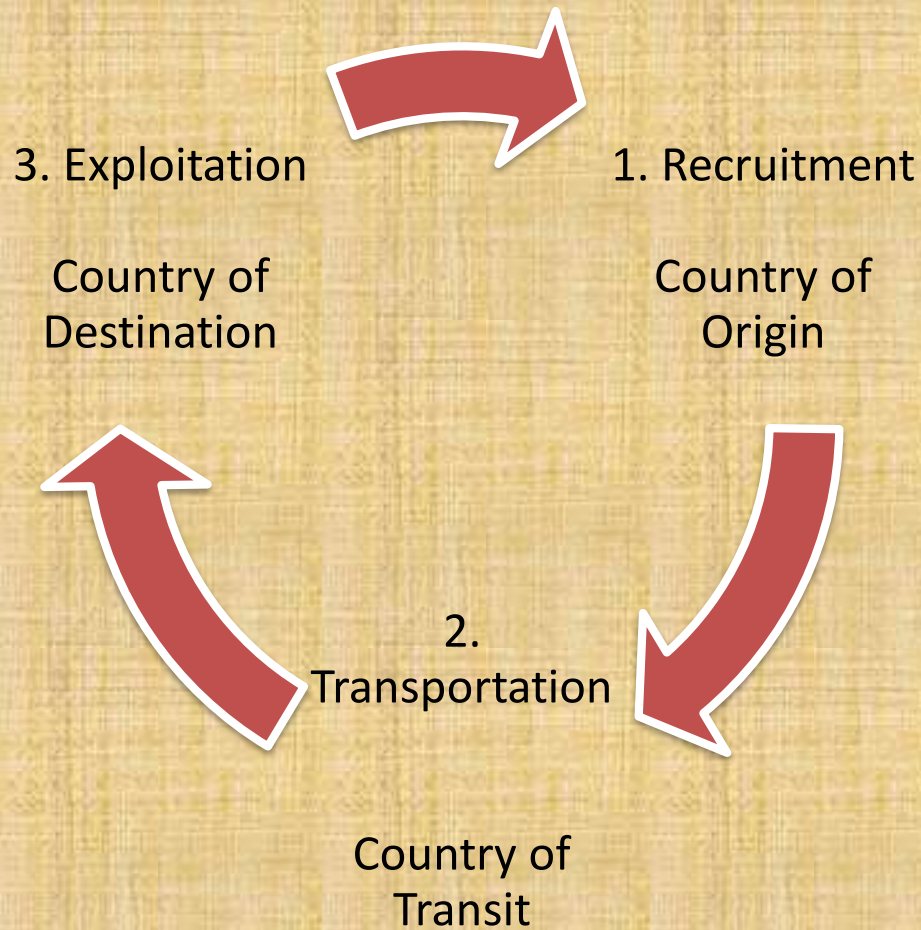 3. Exploitation
Country of
Destination
1. Recruitment
Country of
Origin
2.
Transportation
Country of
Transit